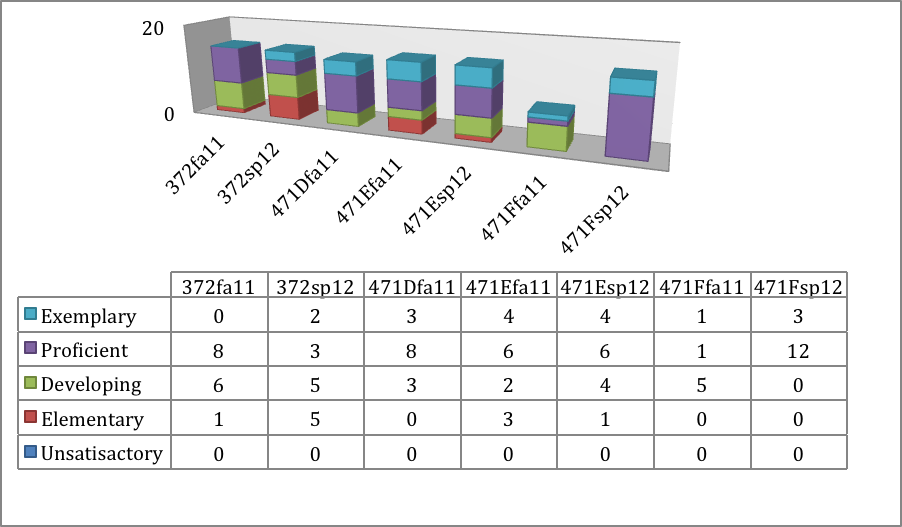 20
0
372fa11
372sp12
471Dfa11
471Efa11
471Esp12
471Ffa11
471Fsp12
372fa11 372sp12 471Dfa11 471Efa11 471Esp12 471Ffa11 471Fsp12
Exemplary 0 2 3 4 4 1 3
Proficient 8 3 8 6 6 1 12
Developing 6 5 3 2 4 5 0
Elementary 1 5 0 3 1 0 0
Unsatisactory 0 0 0 0 0 0 0